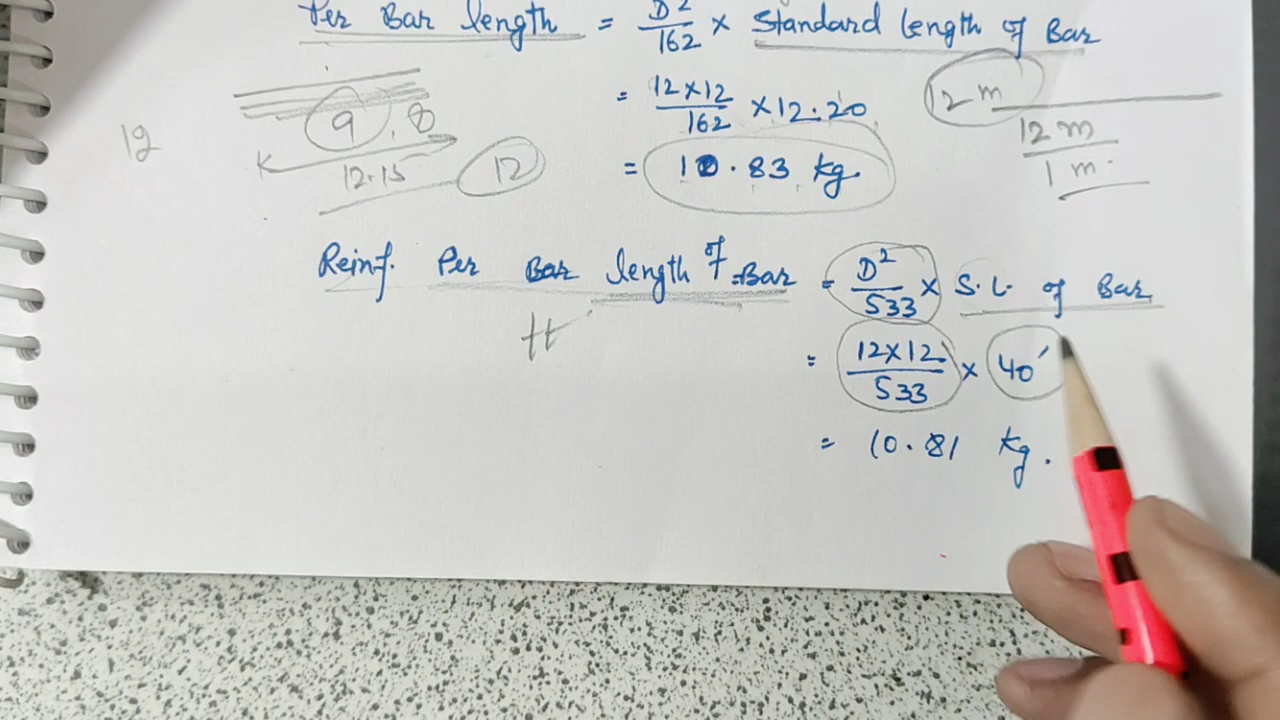 Per Bar length = D²/162 × Standard length of Bar
= 12×12/162 × 12.20
12 m
12 m / 1 m.
12
9, 8
12.15
12
= 10.83 kg
Reinf. Per Bar length of Bar = D²/533 × S.L. of Bar
ft
= 12×12/533 × 40′
= 10.81 kg.